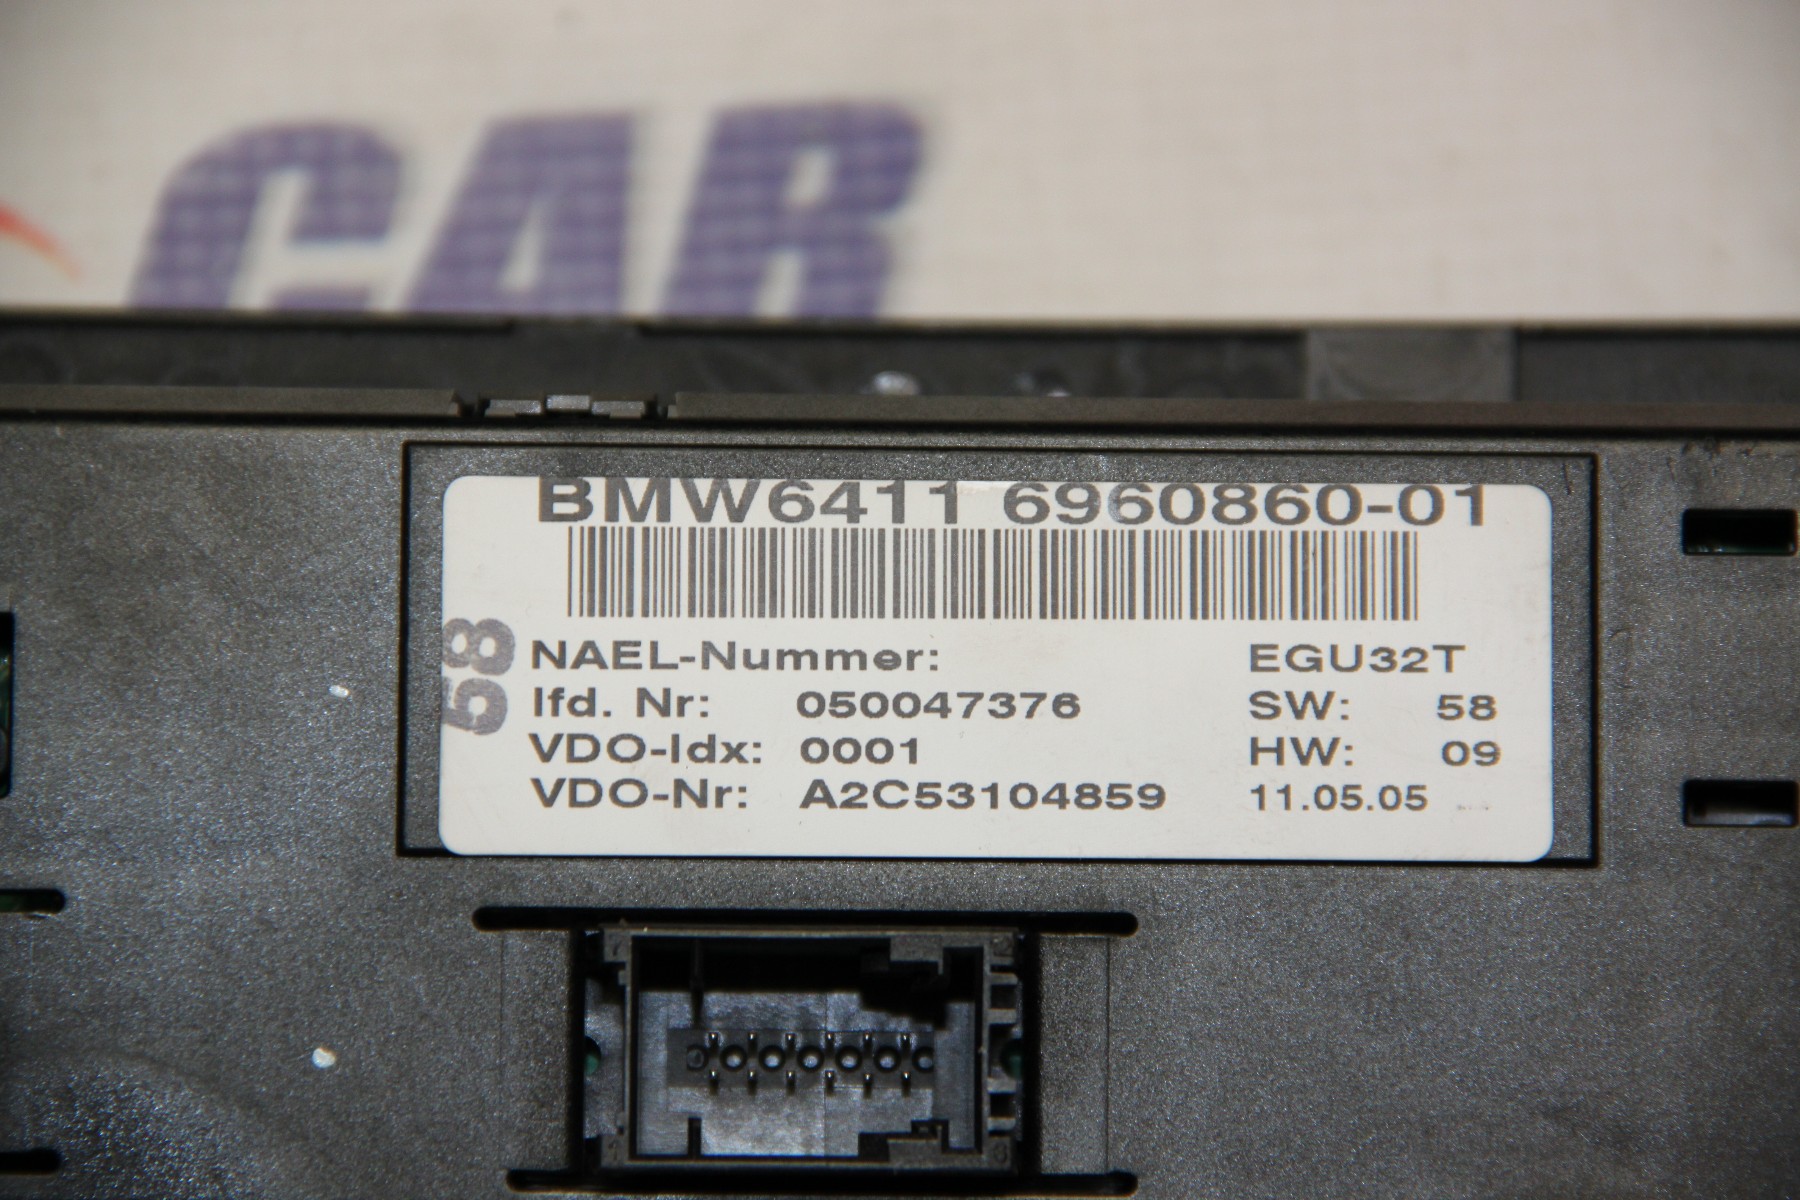 CAR
BMW6411 6960860-01
58
NAEL-Nummer: EGU32T
lfd. Nr: 050047376 SW: 58
VDO-Idx: 0001 HW: 09
VDO-Nr: A2C53104859 11.05.05